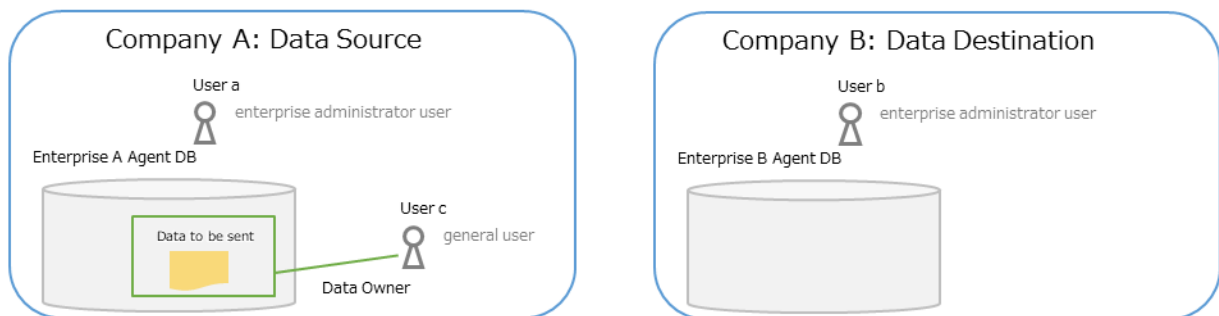 Company A: Data Source
User a
enterprise administrator user
Enterprise A Agent DB
Data to be sent
User c
general user
Data Owner
Company B: Data Destination
User b
enterprise administrator user
Enterprise B Agent DB